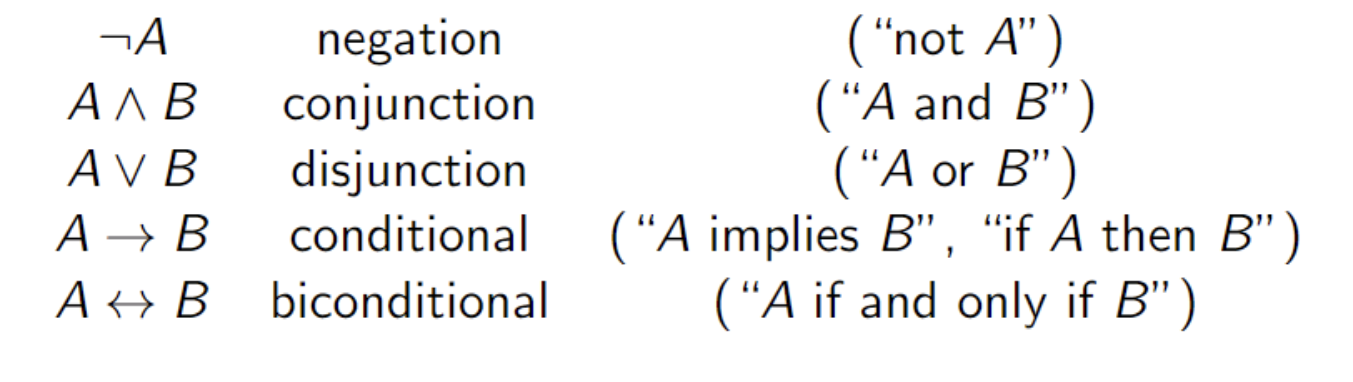 ¬A negation (“not A”)
A ∧ B conjunction (“A and B”)
A ∨ B disjunction (“A or B”)
A → B conditional (“A implies B”, “if A then B”)
A ↔ B biconditional (“A if and only if B”)